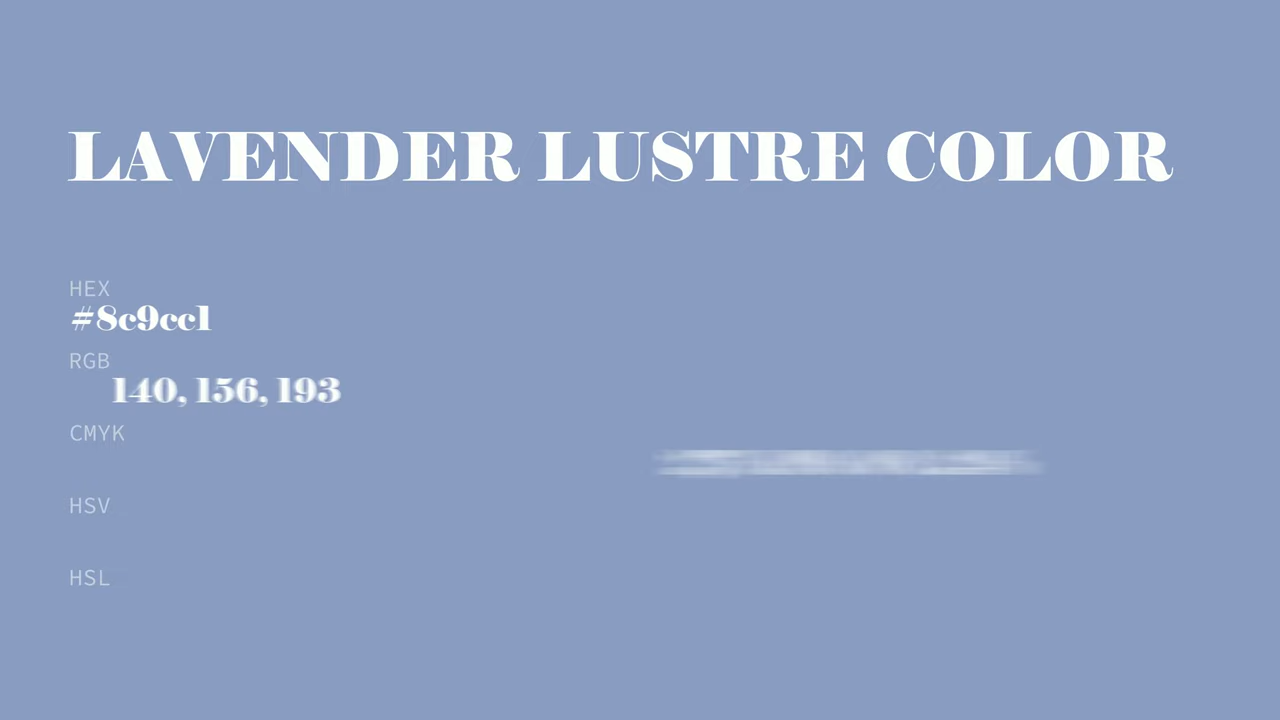 LAVENDER LUSTRE COLOR
HEX
#8c9cc1
RGB
140, 156, 193
CMYK
HSV
HSL